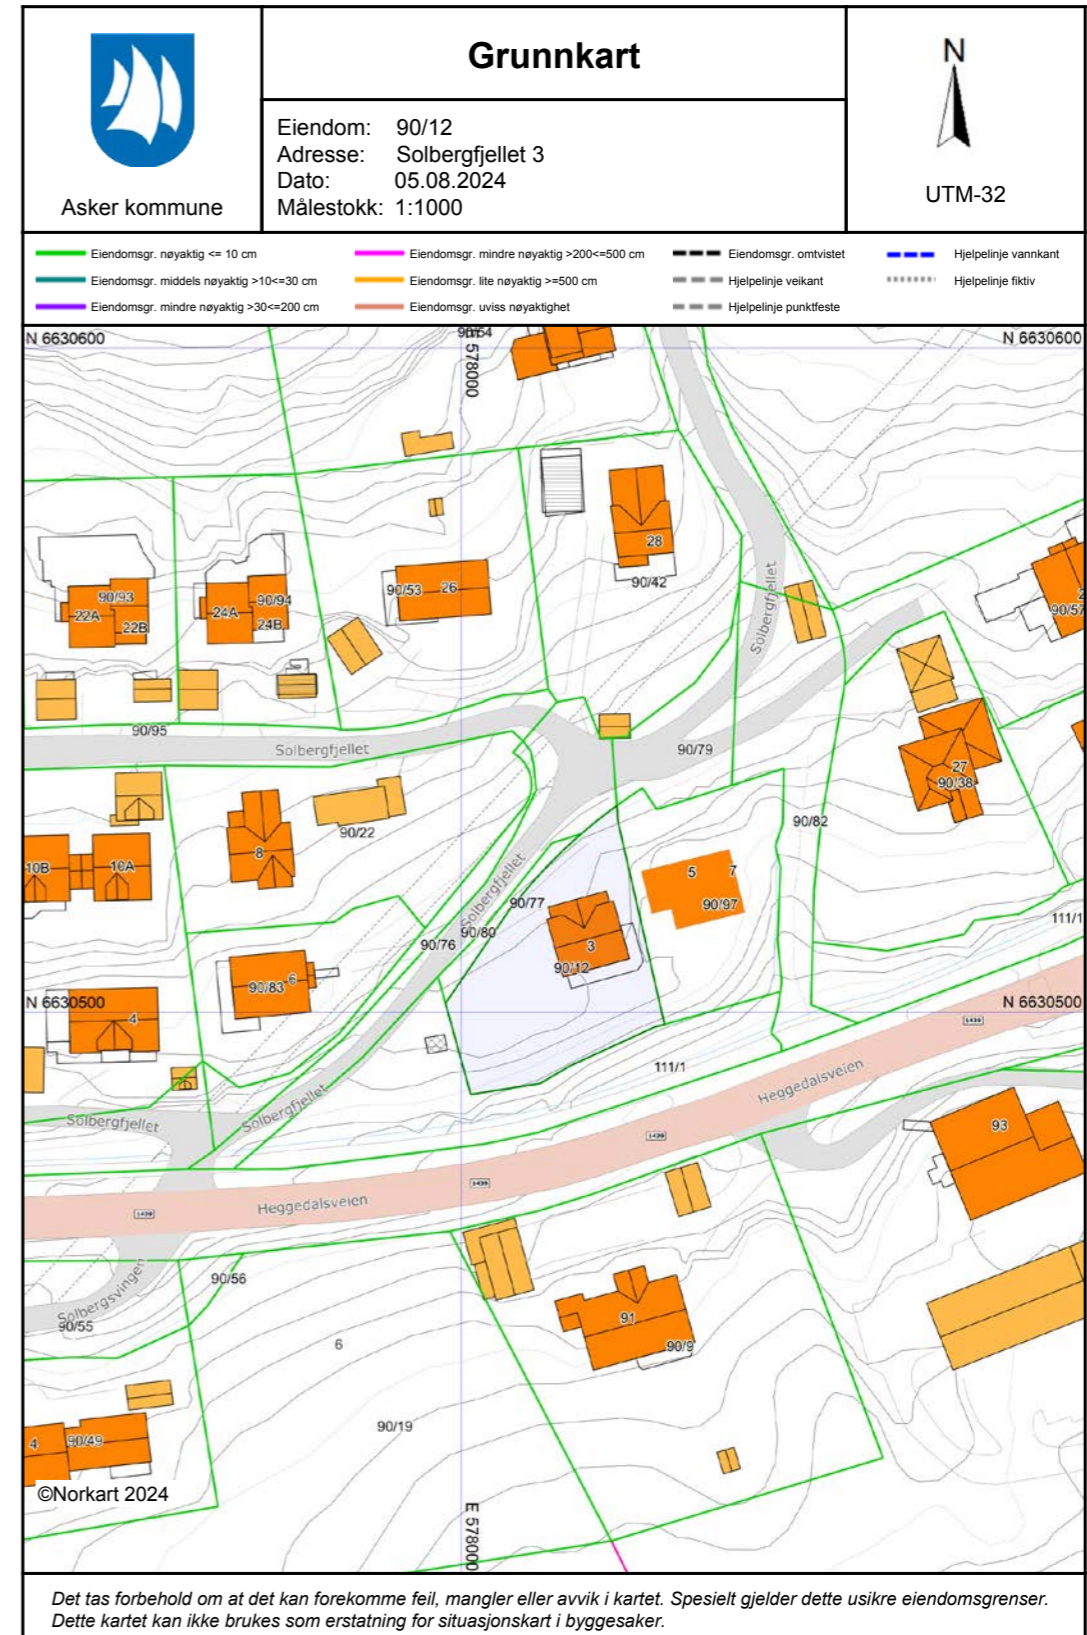 Grunnkart
Asker kommune
Eiendom: 90/12
Adresse: Solbergfjellet 3
Dato: 05.08.2024
Målestokk: 1:1000
N
UTM-32
Eiendomsgr. nøyaktig <= 10 cm
Eiendomsgr. middels nøyaktig >10<=30 cm
Eiendomsgr. mindre nøyaktig >30<=200 cm
Eiendomsgr. mindre nøyaktig >200<=500 cm
Eiendomsgr. lite nøyaktig >=500 cm
Eiendomsgr. uviss nøyaktighet
Eiendomsgr. omtvistet
Hjelpelinje veikant
Hjelpelinje punktfeste
Hjelpelinje vannkant
Hjelpelinje fiktiv
N 6630600
E 578000
N 6630600
28
90/42
90/53
26
90/93
22A
22B
90/94
24A
24B
Solbergfjellet
90/57
90/95
Solbergfjellet
90/79
27
90/38
90/22
90/82
8
10B
10A
5
7
90/97
90/77
Solbergfjellet
90/80
90/76
3
90/12
111/1
90/83
6
N 6630500
N 6630500
4
1439
111/1
Heggedalsveien
Solbergfjellet
Solbergfjellet
93
1439
1439
Heggedalsveien
1439
Solbergsvingen
90/55
90/56
6
91
90/9
90/19
4
90/49
©Norkart 2024
E 578000
Det tas forbehold om at det kan forekomme feil, mangler eller avvik i kartet. Spesielt gjelder dette usikre eiendomsgrenser.
Dette kartet kan ikke brukes som erstatning for situasjonskart i byggesaker.